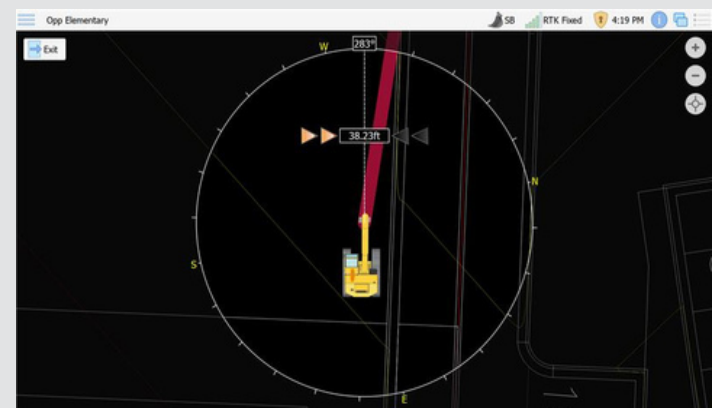 Opp Elementary
SB
RTK Fixed
4:19 PM
Exit
W
283°
38.23ft
N
S
E